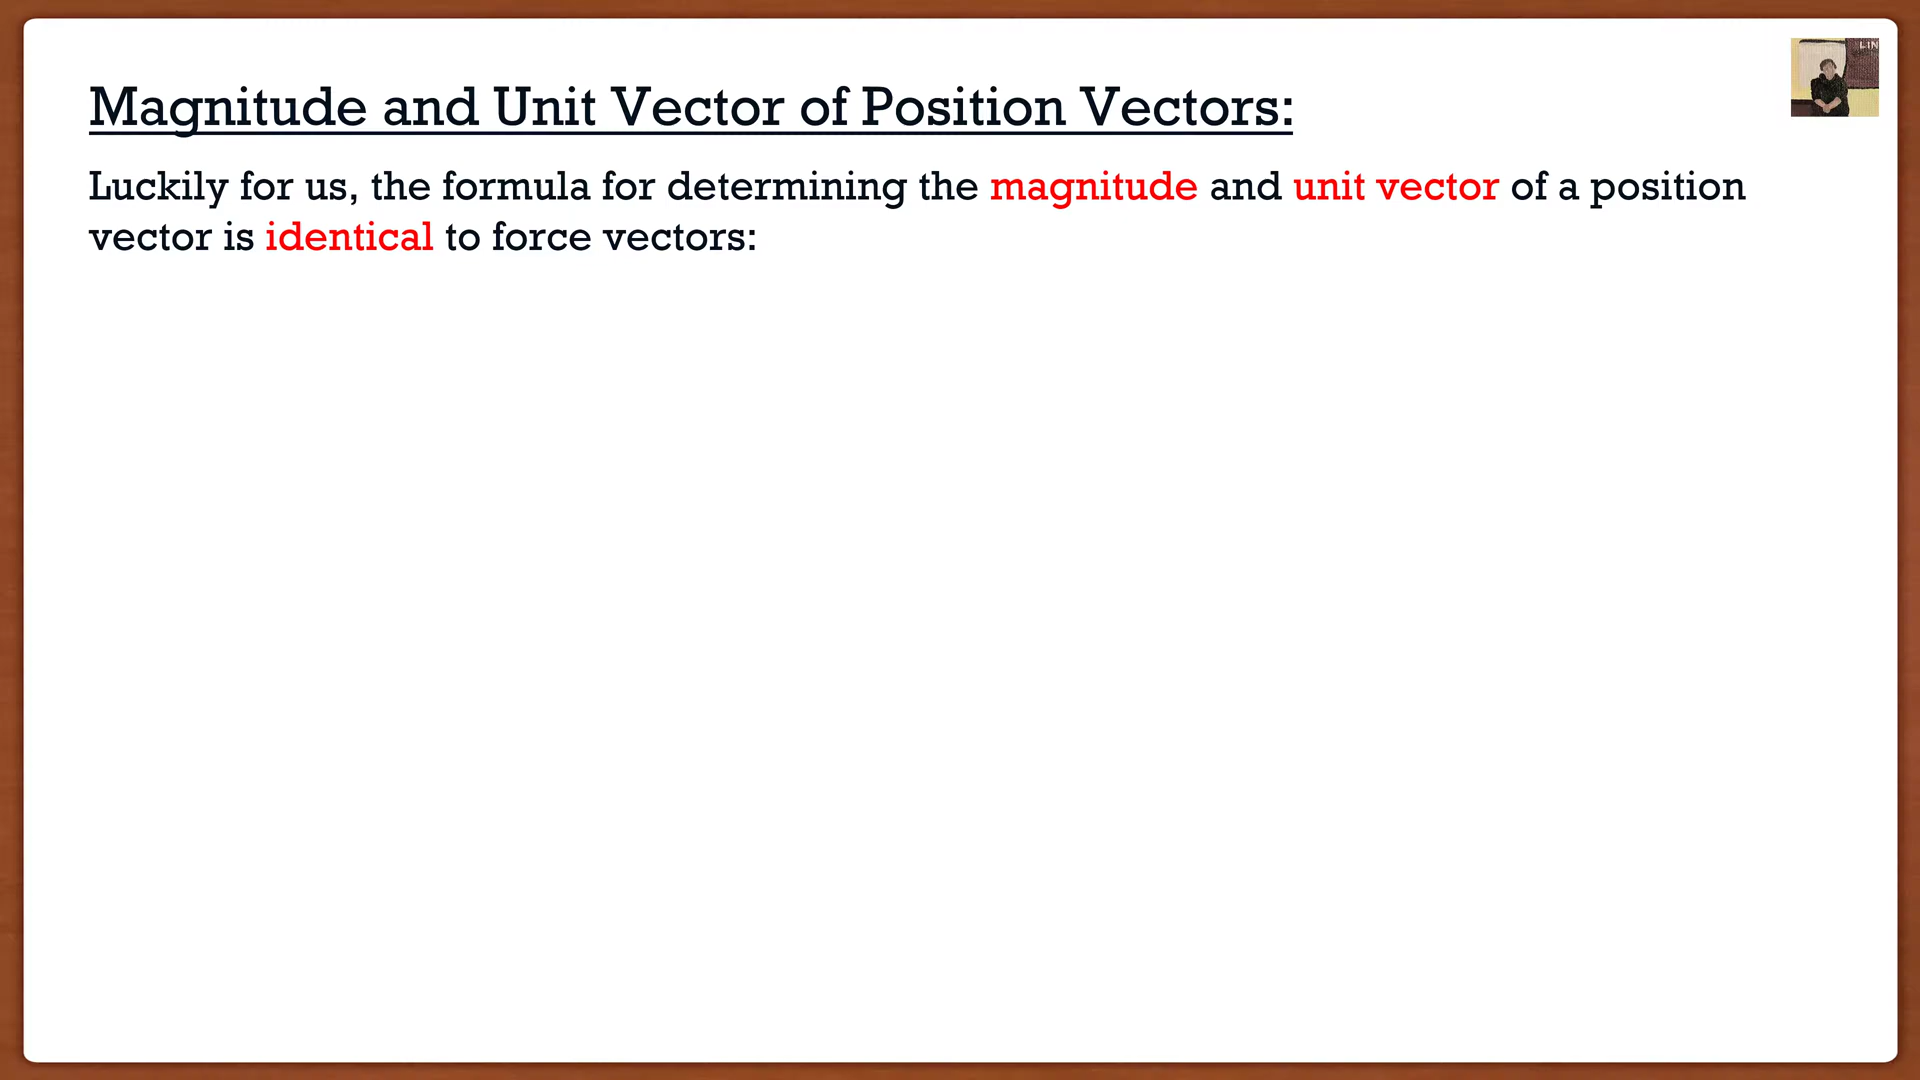 Magnitude and Unit Vector of Position Vectors:
LIN
Luckily for us, the formula for determining the magnitude and unit vector of a position
vector is identical to force vectors: